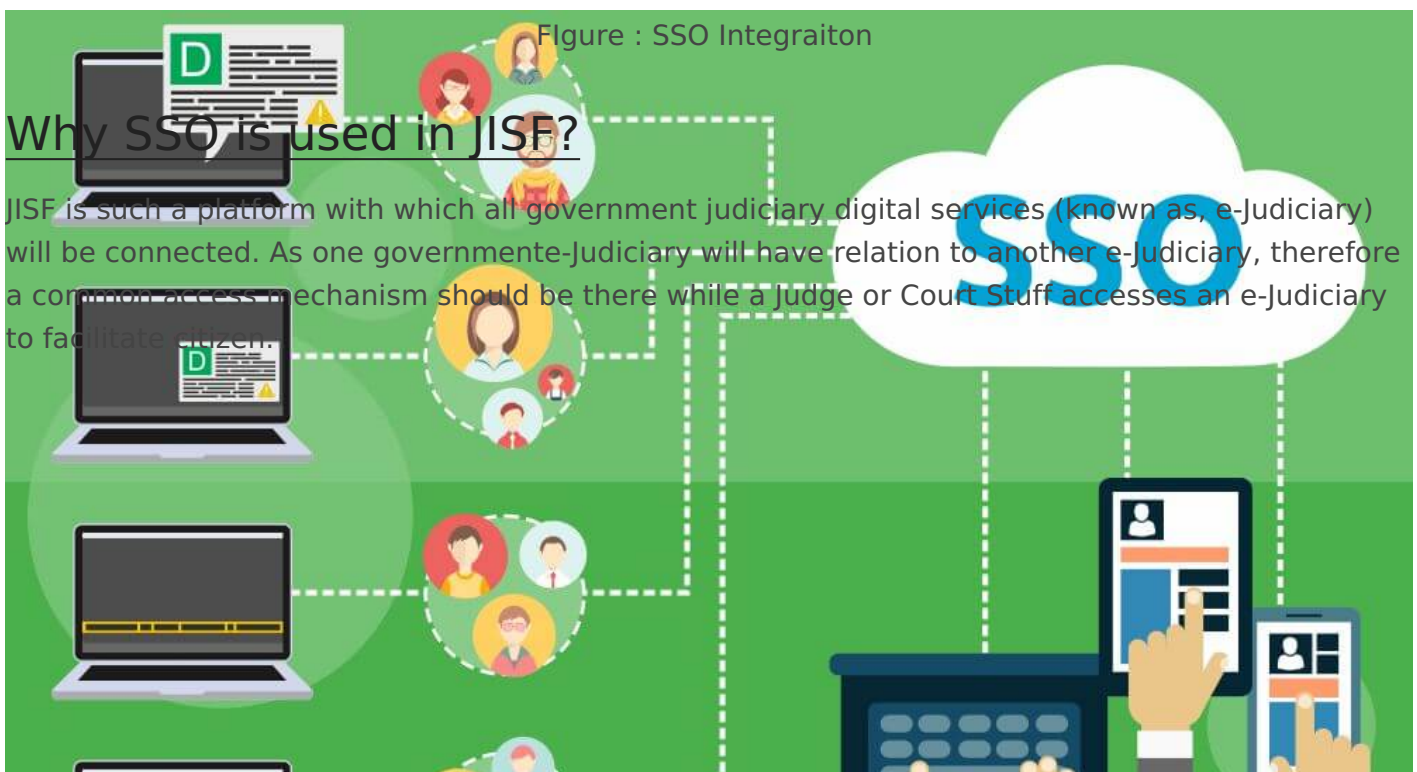 FIgure : SSO Integraiton
Why SSO is used in JISF?
JISF is such a platform with which all government judiciary digital services (known as, e-Judiciary)
will be connected. As one governmente-Judiciary will have relation to another e-Judiciary, therefore
a common access mechanism should be there while a Judge or Court Stuff accesses an e-Judiciary
to facilitate citizen.
SSO
D
D